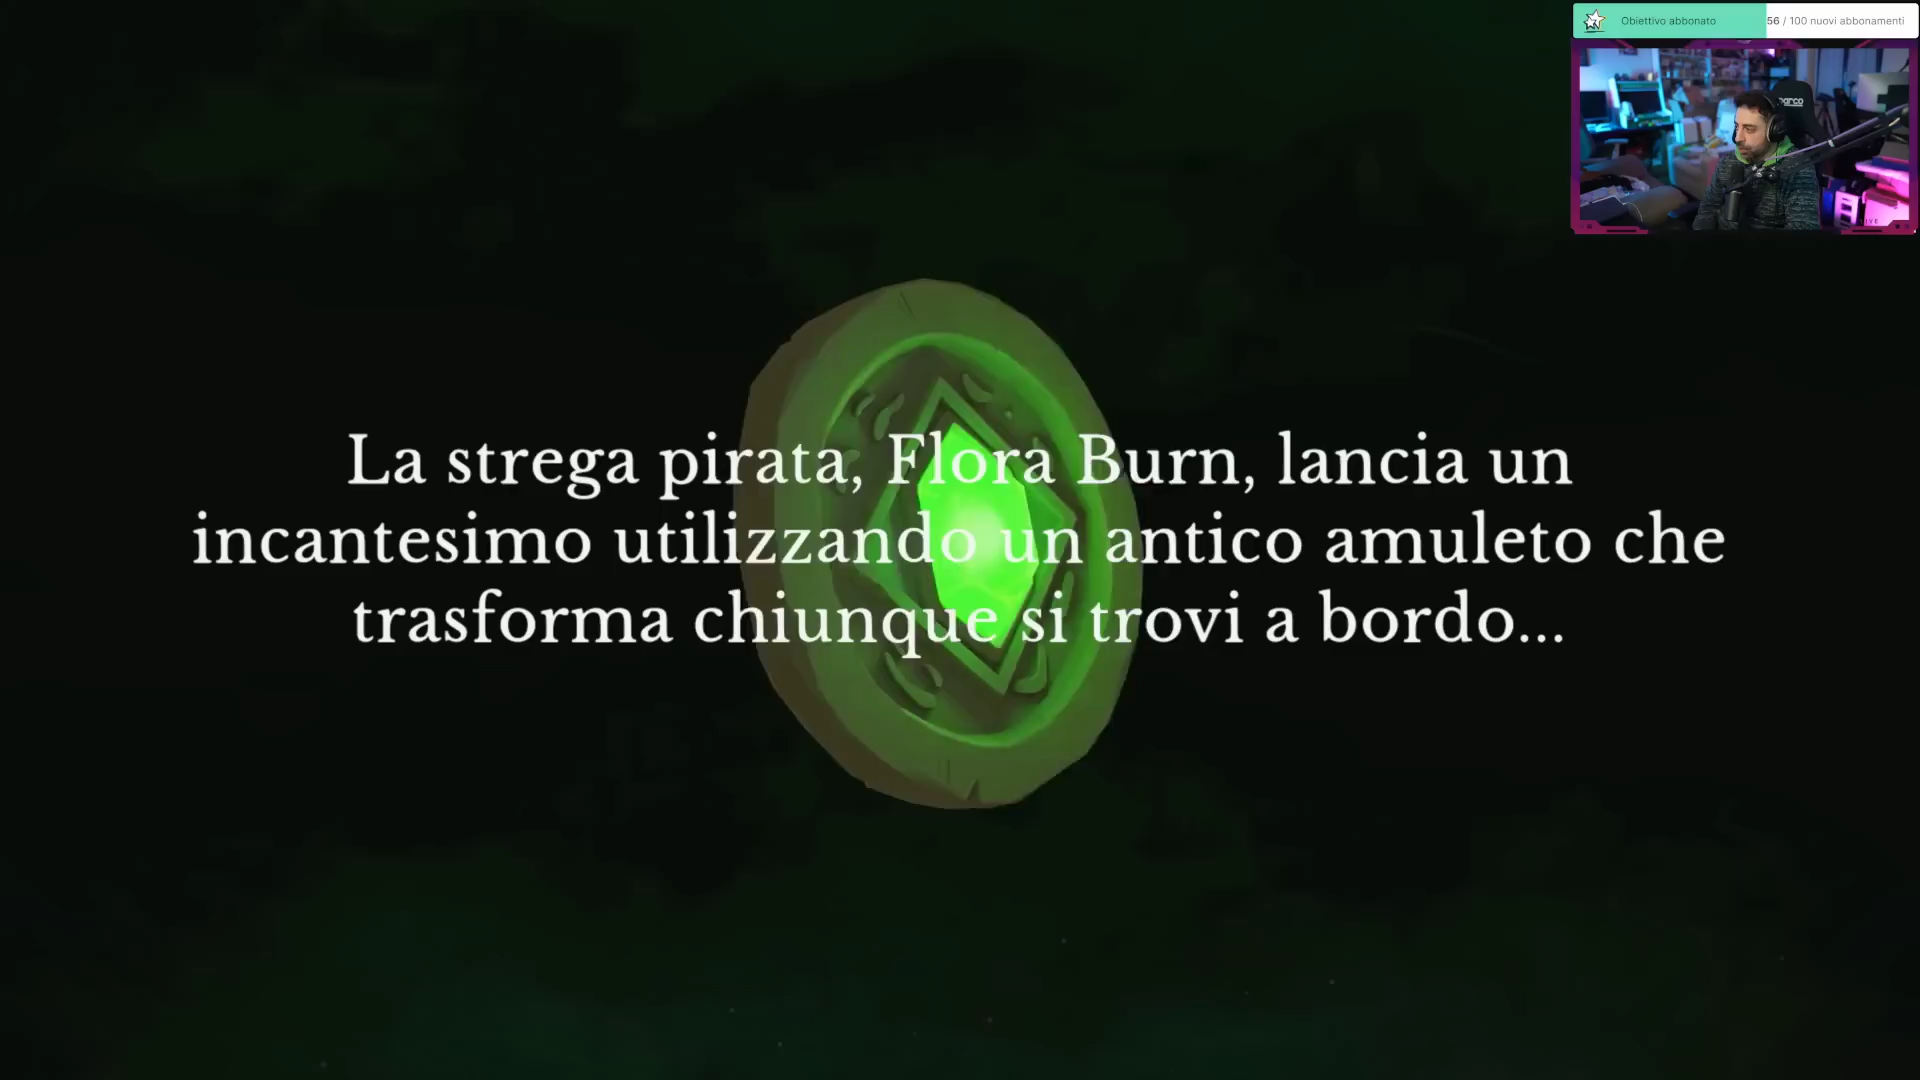 Obiettivo abbonato 56 / 100 nuovi abbonamenti
La strega pirata, Flora Burn, lancia un
incantesimo utilizzando un antico amuleto che
trasforma chiunque si trovi a bordo...